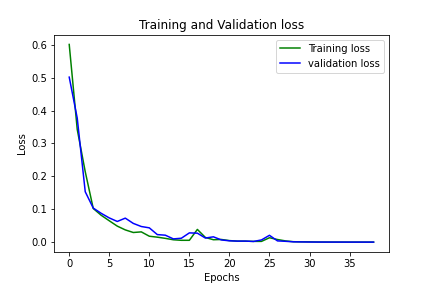 Training and Validation loss
Training loss
validation loss
Loss
0.6
0.5
0.4
0.3
0.2
0.1
0.0
0 5 10 15 20 25 30 35
Epochs